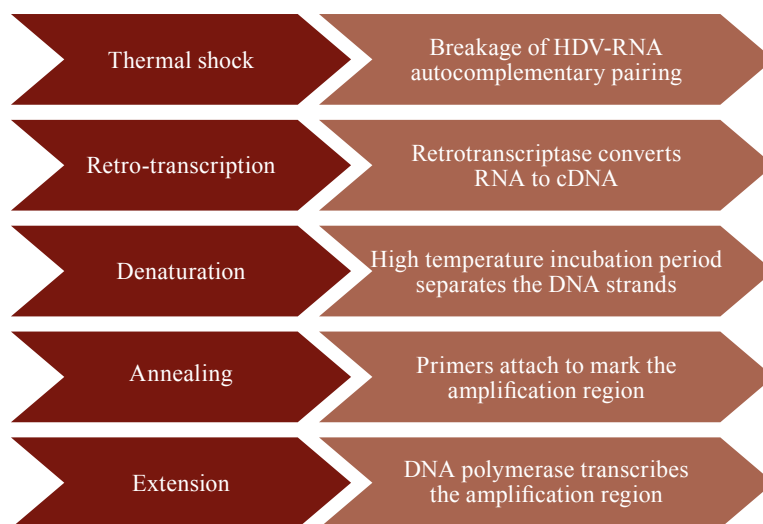 Thermal shock
Breakage of HDV-RNA
autocomplementary pairing
Retro-transcription
Retrotranscriptase converts
RNA to cDNA
Denaturation
High temperature incubation period
separates the DNA strands
Annealing
Primers attach to mark the
amplification region
Extension
DNA polymerase transcribes
the amplification region